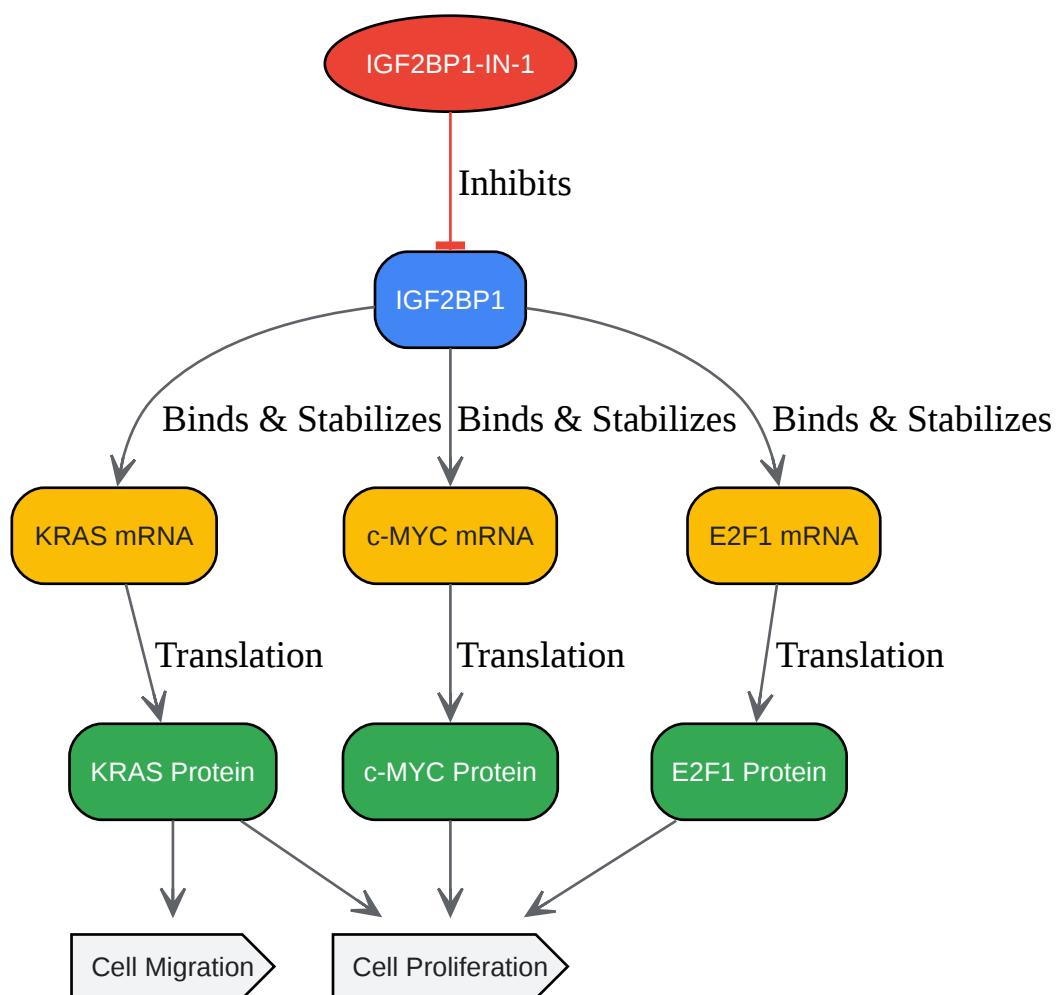 IGF2BP1-IN-1
Inhibits
IGF2BP1
Binds & Stabilizes
Binds & Stabilizes
Binds & Stabilizes
KRAS mRNA
c-MYC mRNA
E2F1 mRNA
Translation
Translation
Translation
KRAS Protein
c-MYC Protein
E2F1 Protein
Cell Migration
Cell Proliferation